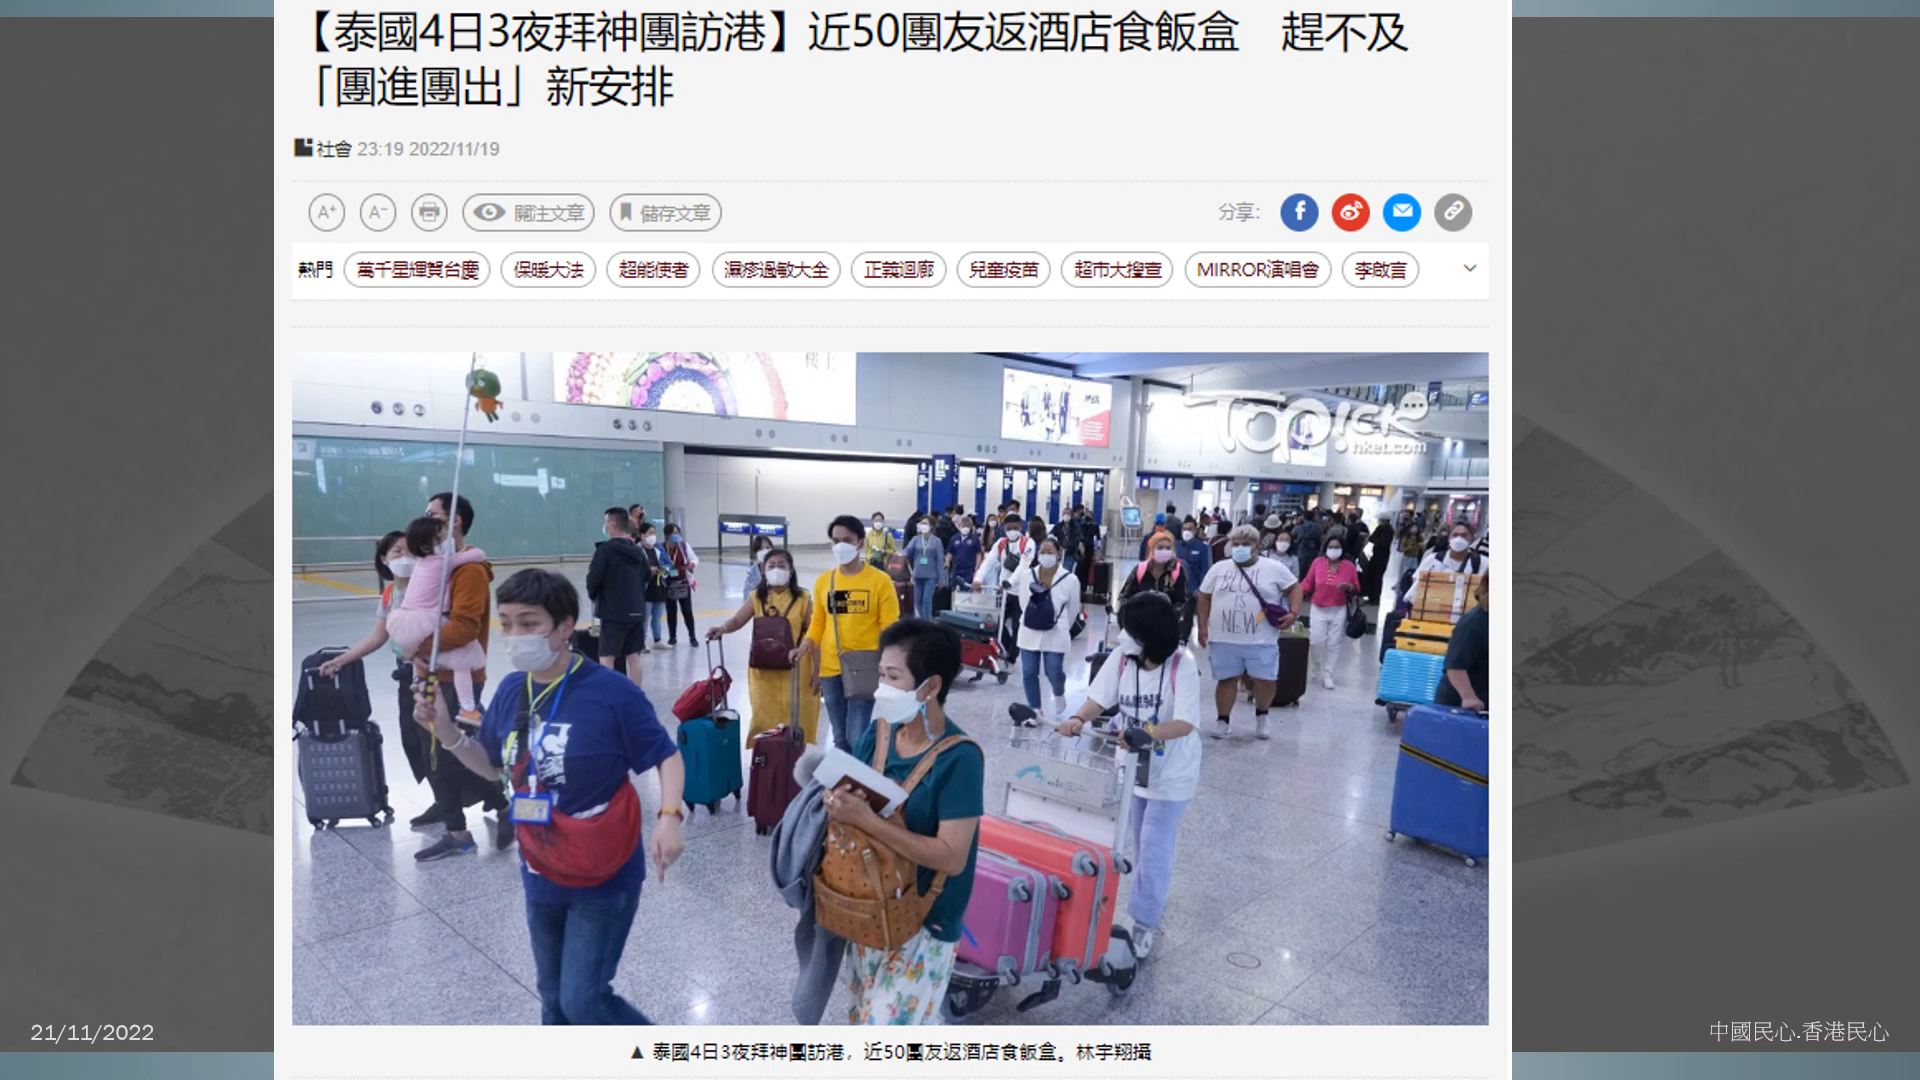 【泰國4日3夜拜神團訪港】近50團友返酒店食飯盒　趕不及
「團進團出」新安排
社會 23:19 2022/11/19
A+ A- 關注文章 儲存文章 分享：
熱門 萬千星輝賀台慶 保暖大法 超能使者 濕疹過敏大全 正義迴廊 兒童疫苗 超市大搜查 MIRROR演唱會 李啟言
TOPick
hket.com
BLUE
IS
NEW
▲ 泰國4日3夜拜神團訪港，近50團友返酒店食飯盒。林宇翔攝
21/11/2022
中國民心.香港民心